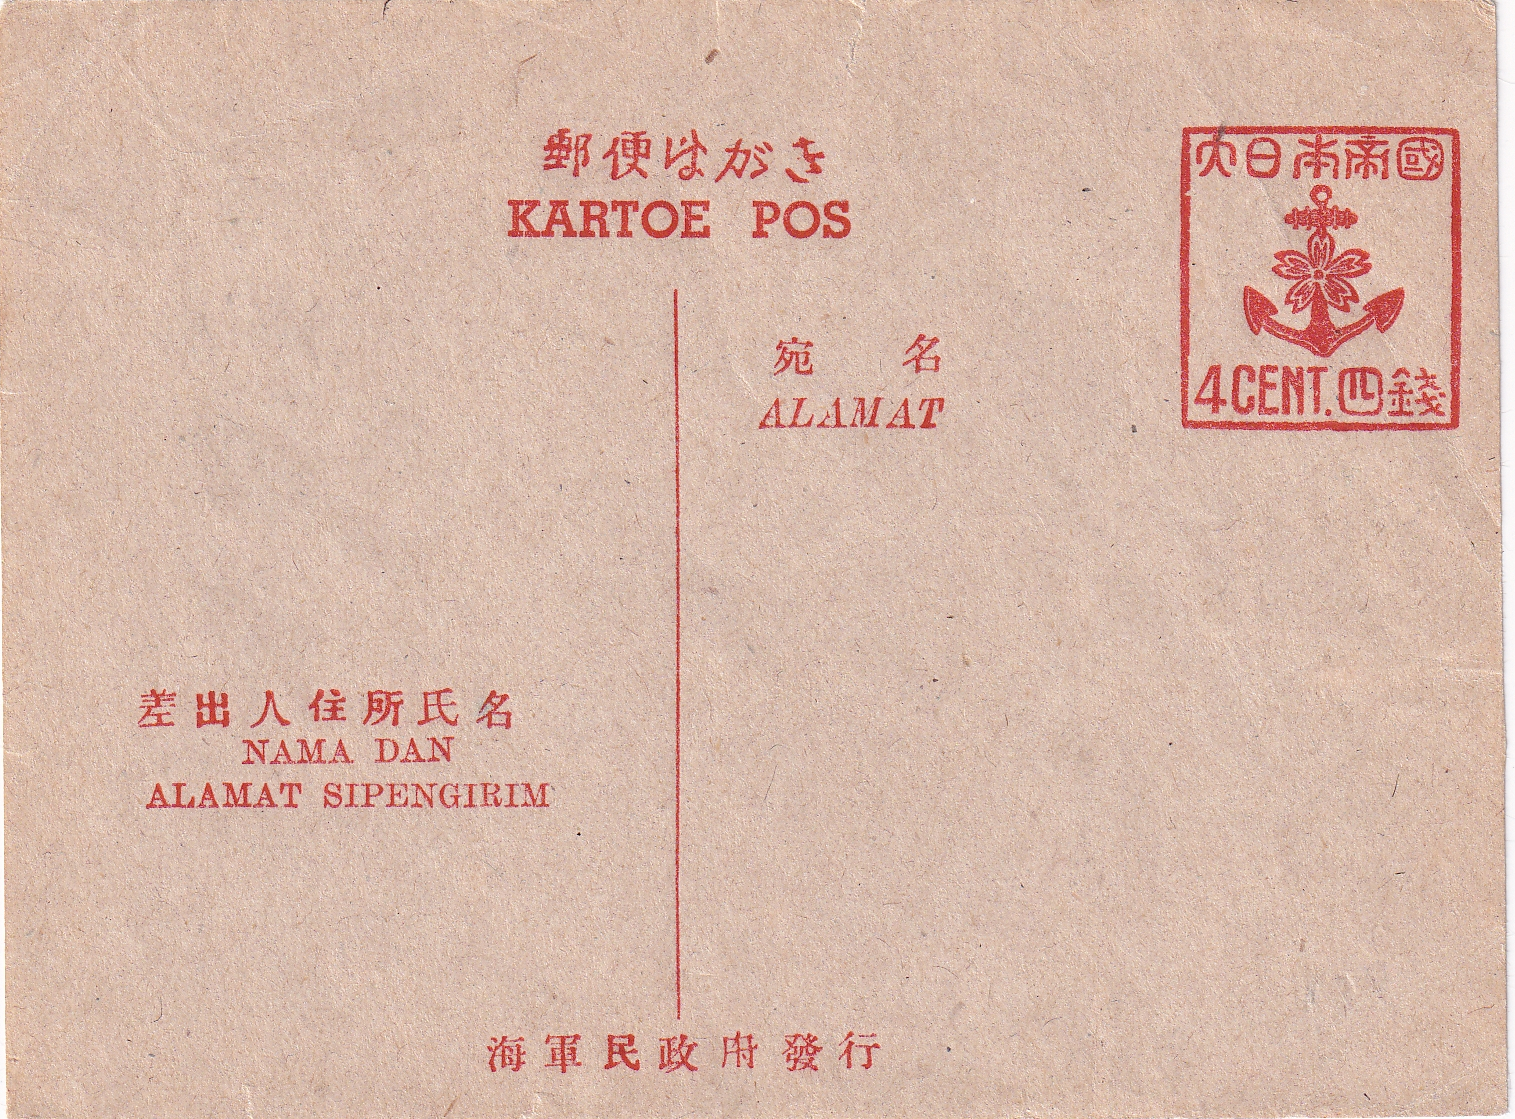 郵便はがき
KARTOE POS
大日本帝國
4 CENT. 四錢
宛名
ALAMAT
差出人住所氏名
NAMA DAN
ALAMAT SIPENGIRIM
海軍民政府發行